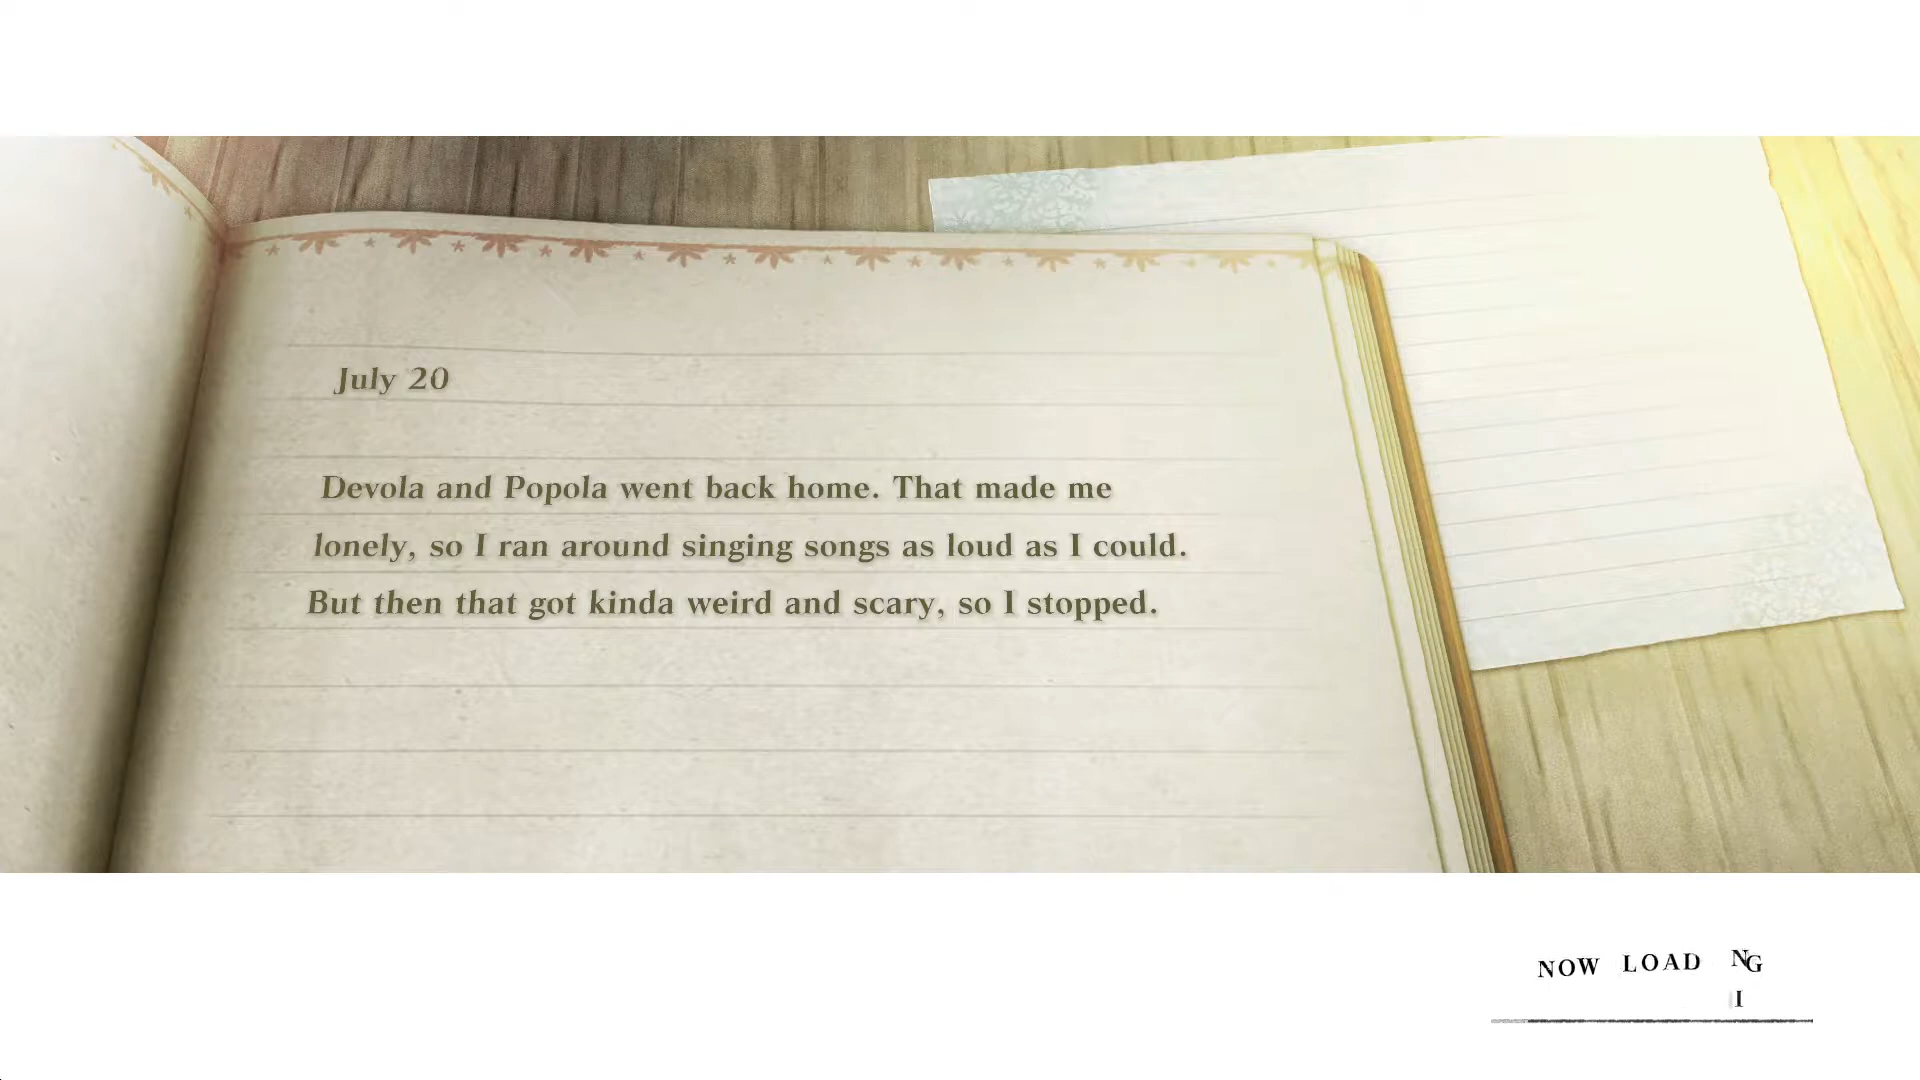 July 20
Devola and Popola went back home. That made me
lonely, so I ran around singing songs as loud as I could.
But then that got kinda weird and scary, so I stopped.
NOW LOADING